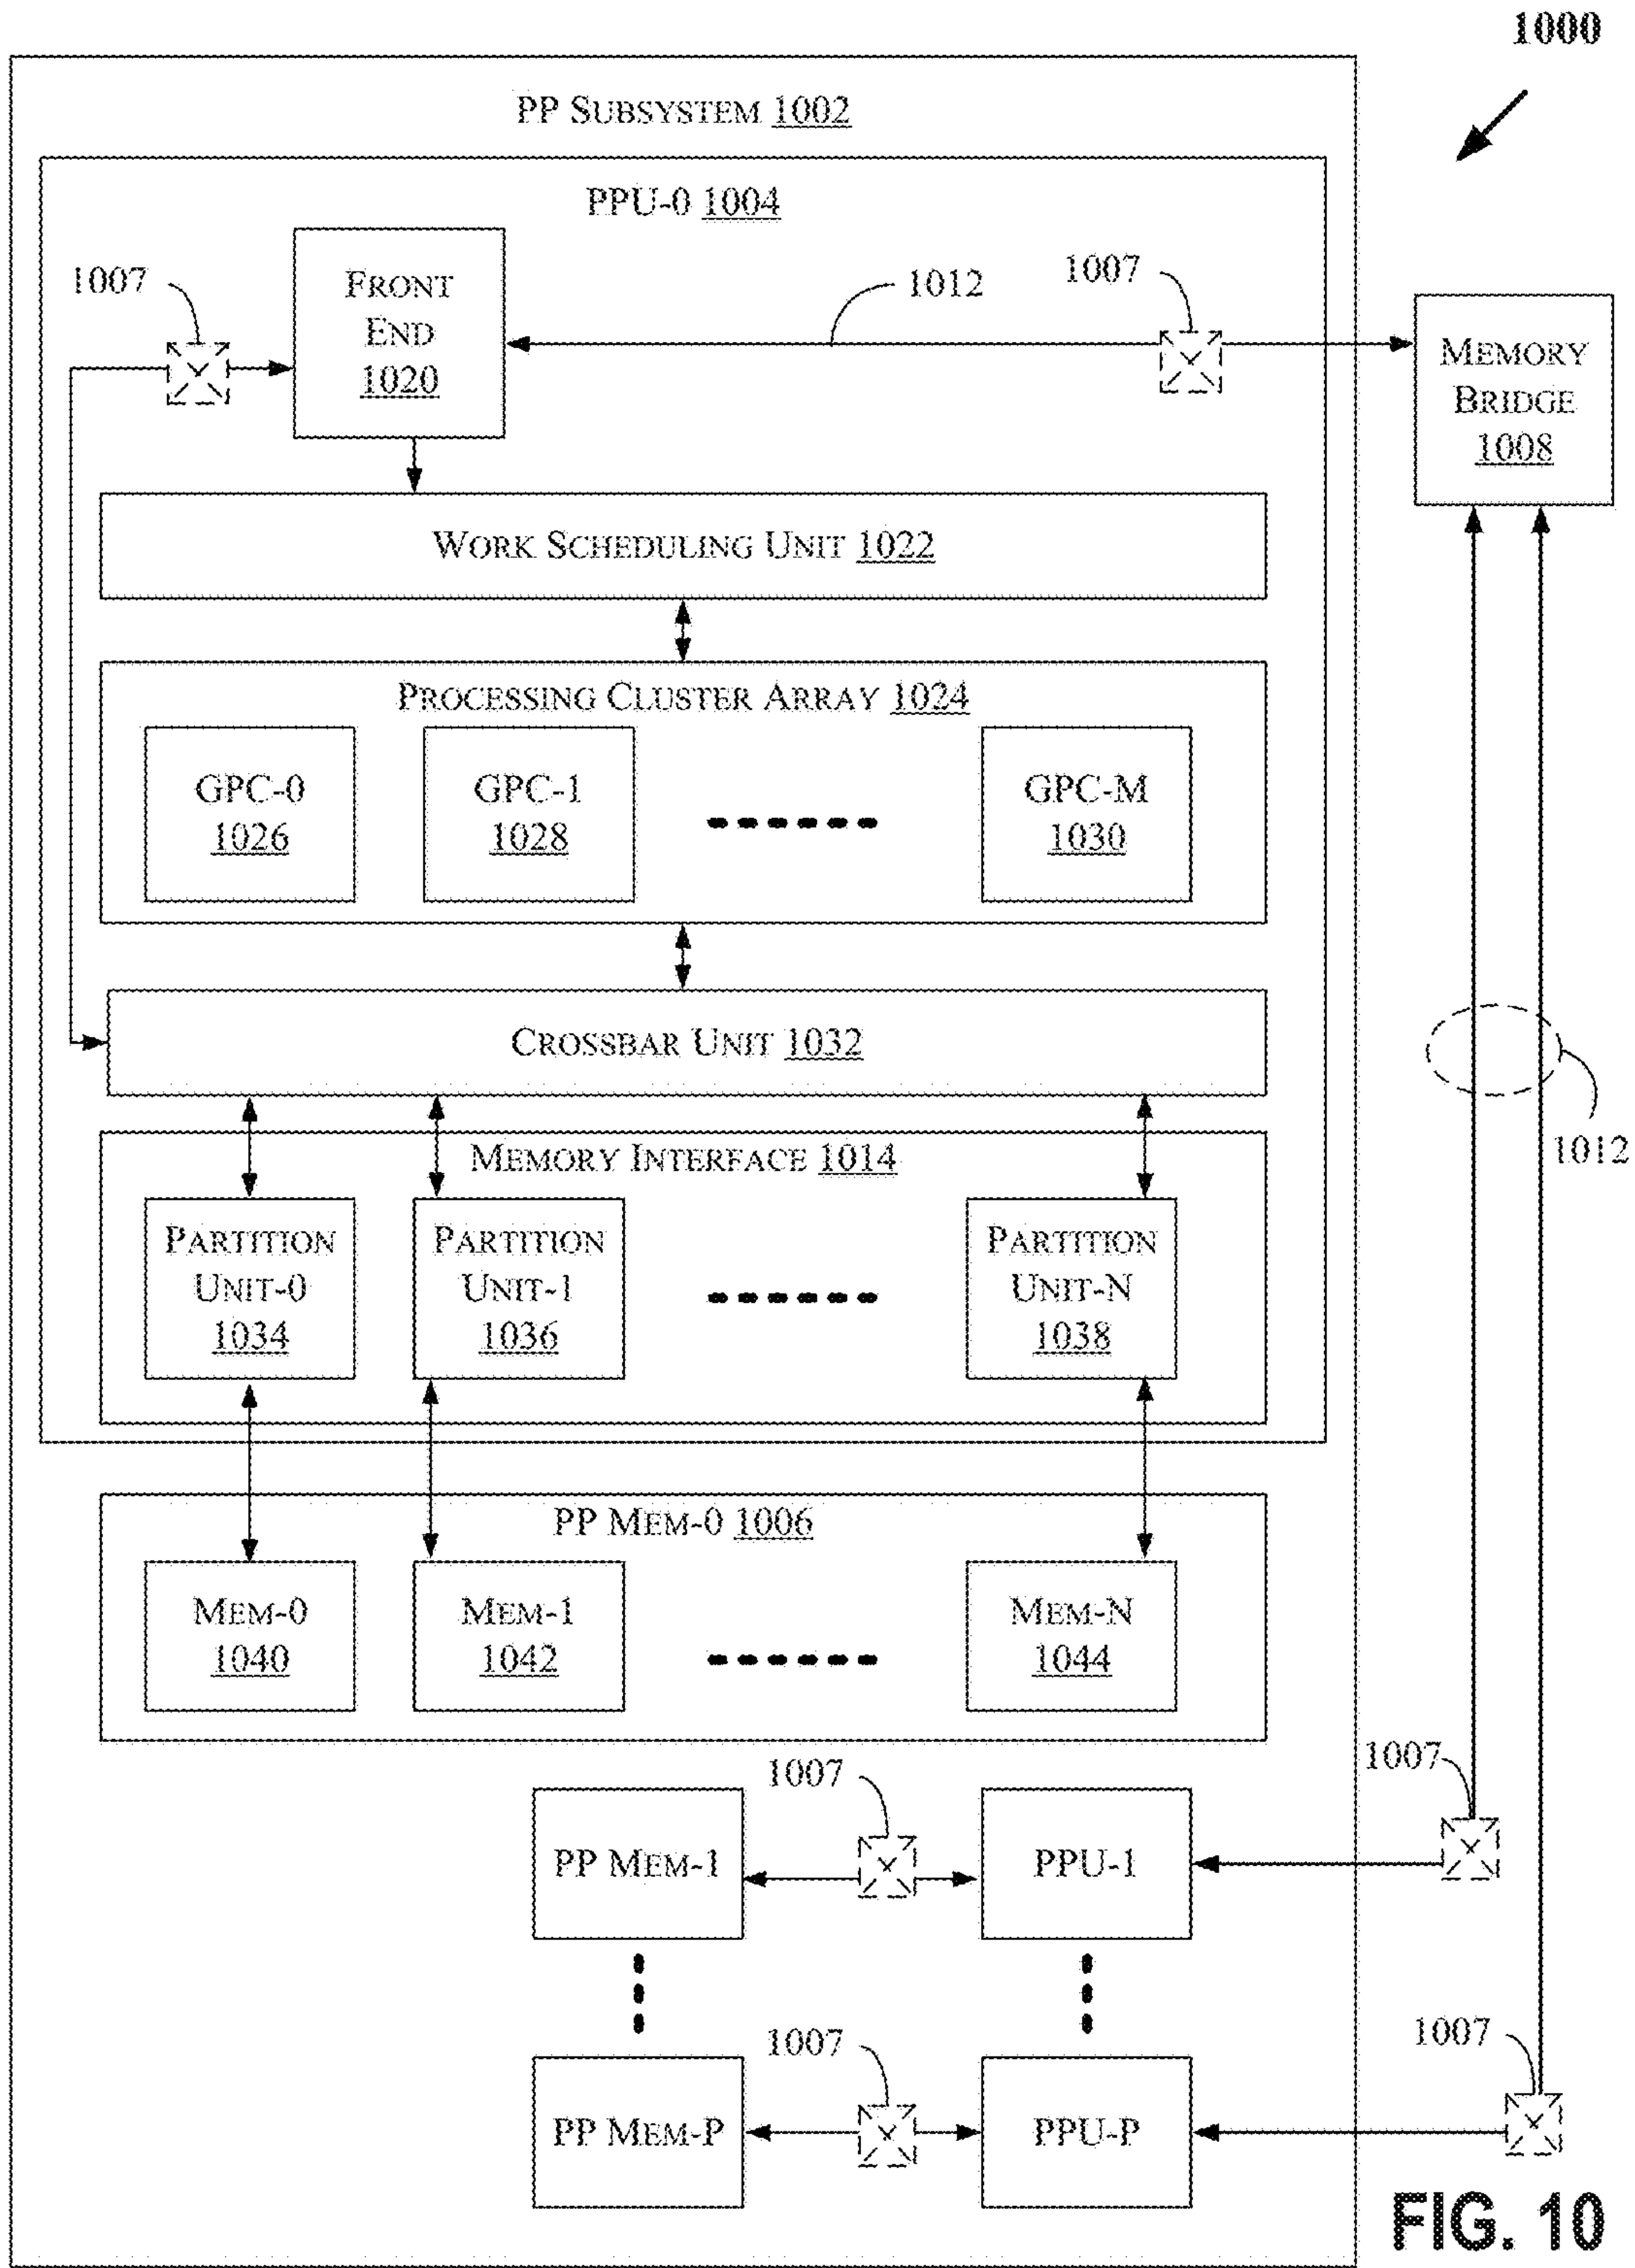 1000
PP SUBSYSTEM 1002
PPU-0 1004
1007
FRONT
END
1020
1012
1007
MEMORY
BRIDGE
1008
WORK SCHEDULING UNIT 1022
PROCESSING CLUSTER ARRAY 1024
GPC-0
1026
GPC-1
1028
GPC-M
1030
CROSSBAR UNIT 1032
1012
MEMORY INTERFACE 1014
PARTITION
UNIT-0
1034
PARTITION
UNIT-1
1036
PARTITION
UNIT-N
1038
PP MEM-0 1006
MEM-0
1040
MEM-1
1042
MEM-N
1044
1007
1007
PP MEM-1
PPU-1
1007
1007
PP MEM-P
PPU-P
FIG. 10